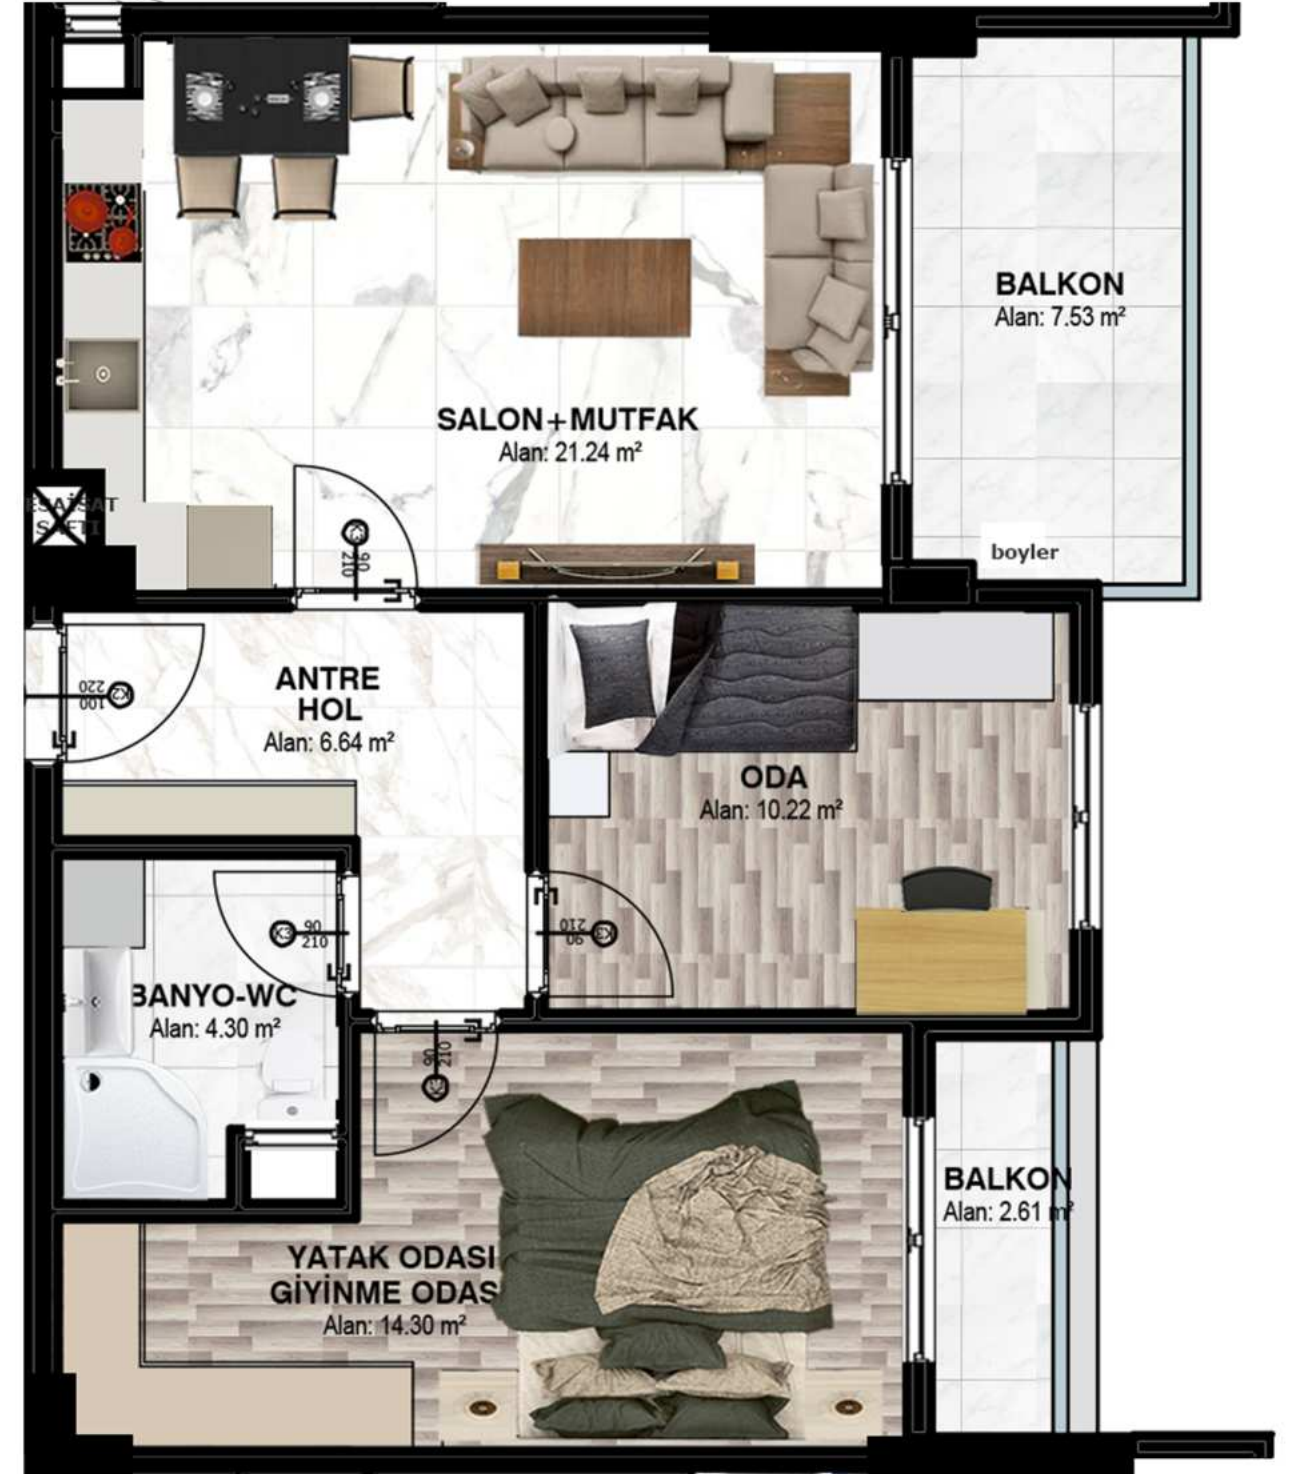 BALKON
Alan: 7.53 m²
SALON+MUTFAK
Alan: 21.24 m²
boyler
K3 90
210
ANTRE
HOL
Alan: 6.64 m²
K2 100
220
ODA
Alan: 10.22 m²
K3 90
210
K3 90
210
BANYO-WC
Alan: 4.30 m²
K3 90
210
BALKON
Alan: 2.61 m²
YATAK ODASI
GİYİNME ODAS
Alan: 14.30 m²